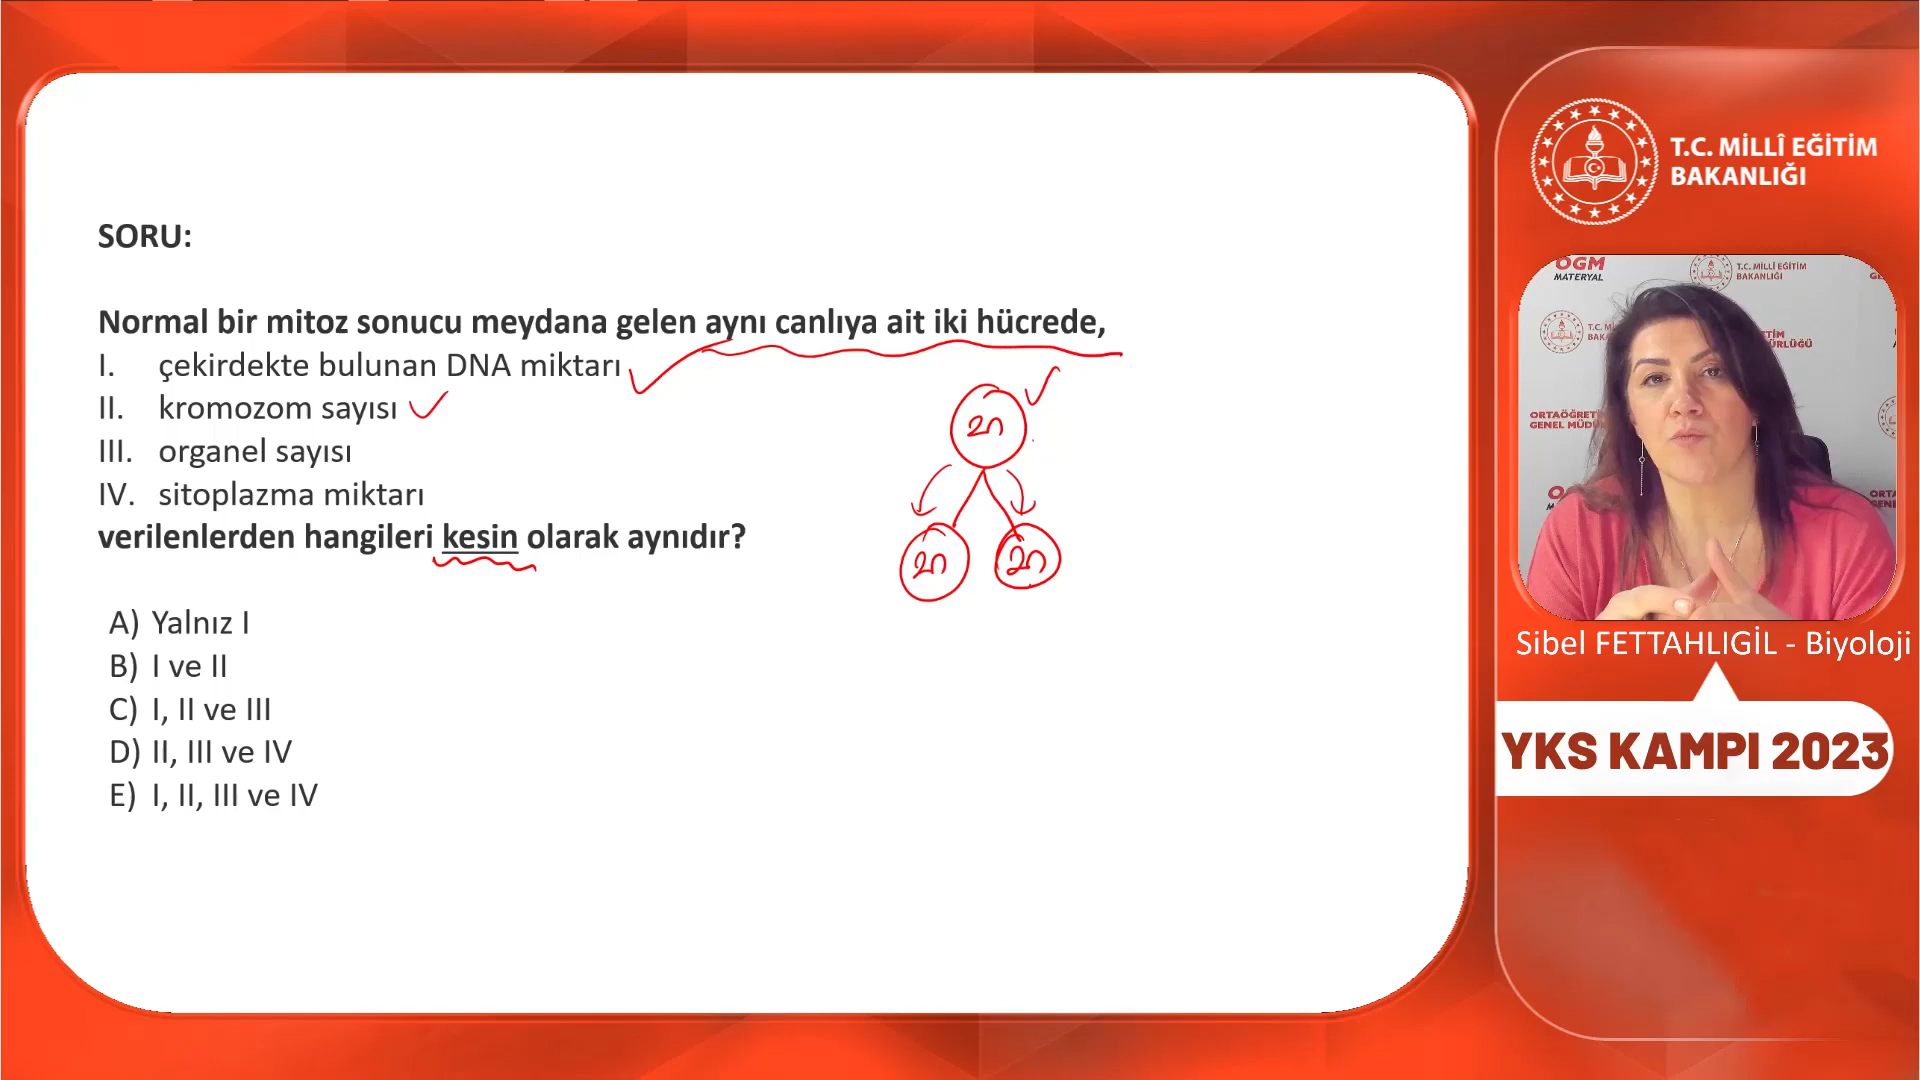 SORU:
Normal bir mitoz sonucu meydana gelen aynı canlıya ait iki hücrede,
I. çekirdekte bulunan DNA miktarı
II. kromozom sayısı
III. organel sayısı
IV. sitoplazma miktarı
verilenlerden hangileri kesin olarak aynıdır?
A) Yalnız I
B) I ve II
C) I, II ve III
D) II, III ve IV
E) I, II, III ve IV
2n
2n
2n
T.C. MİLLÎ EĞİTİM
BAKANLIĞI
OGM
MATERYAL
T.C. MİLLÎ EĞİTİM
BAKANLIĞI
ORTAÖĞRETİ
GENEL MÜDÜ
Sibel FETTAHLIGİL - Biyoloji
YKS KAMPI 2023